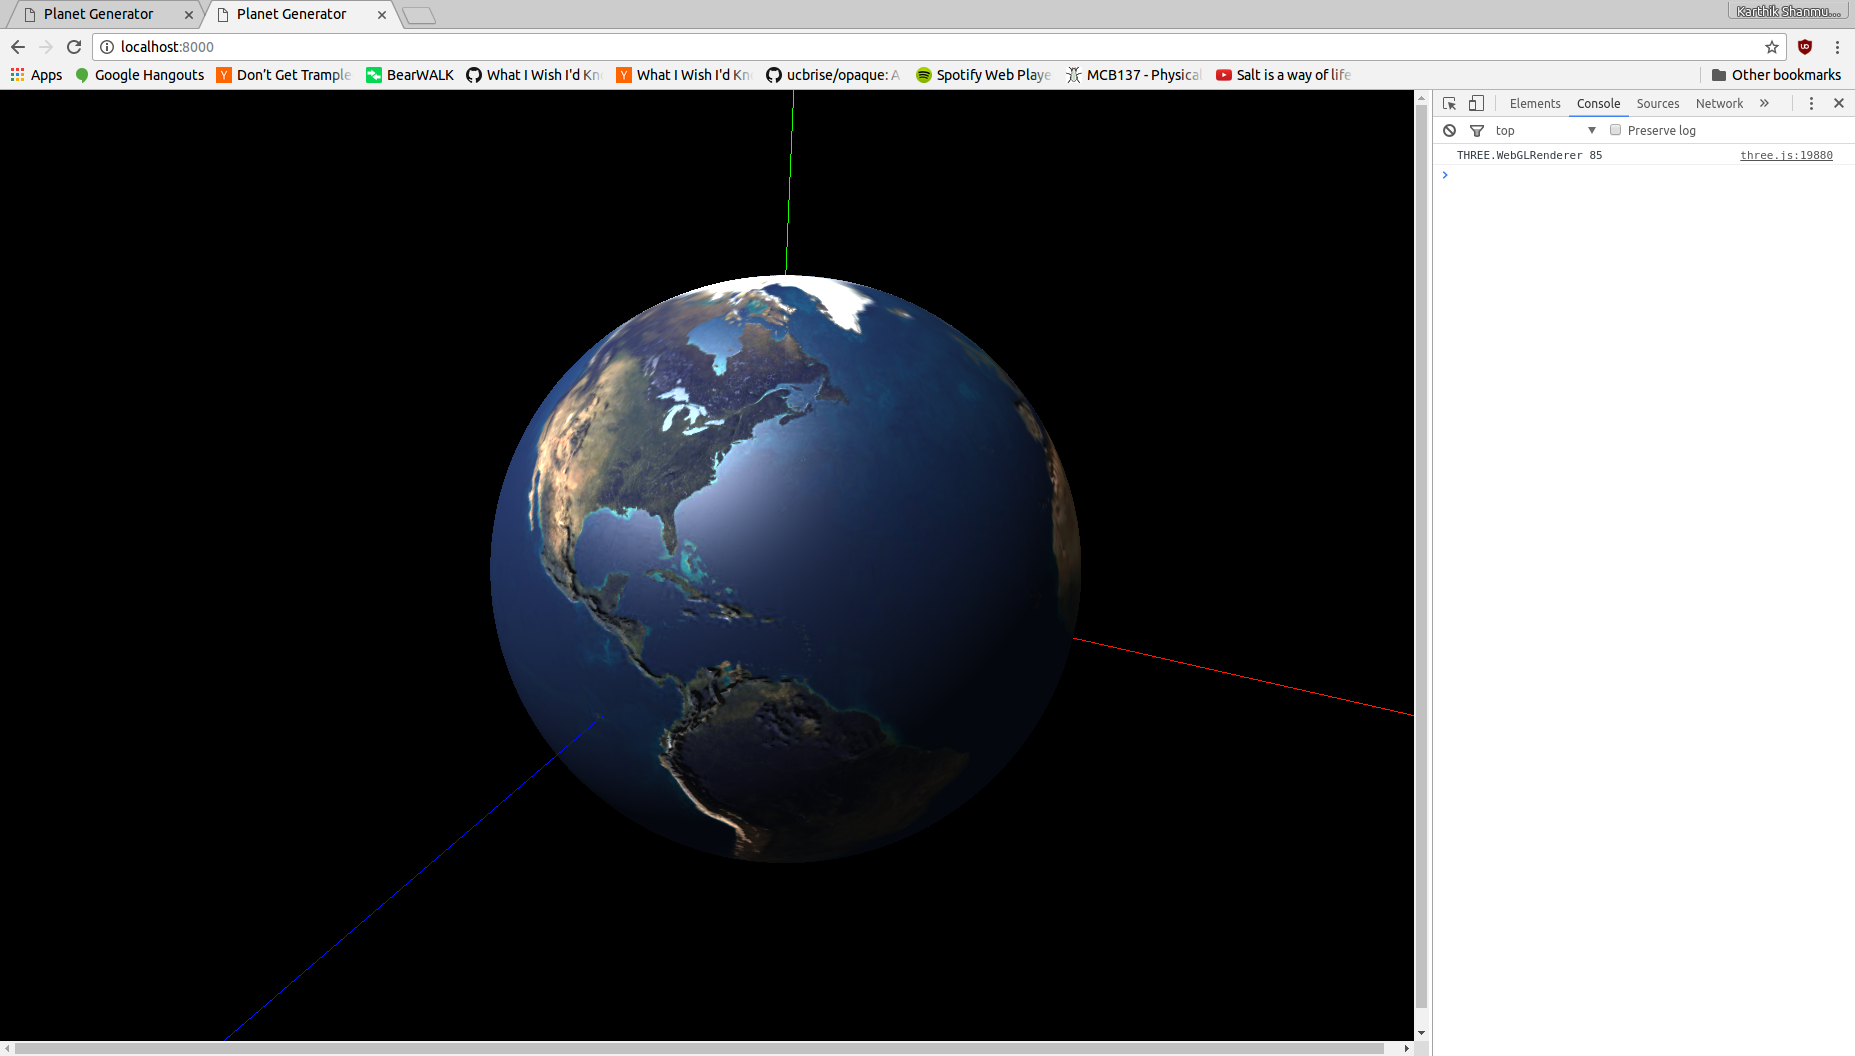 Planet Generator Planet Generator Karthik Shanmu...
localhost:8000
Apps Google Hangouts Don't Get Trample BearWALK What I Wish I'd Kn What I Wish I'd Kn ucbrise/opaque: A Spotify Web Playe MCB137 - Physical Salt is a way of life Other bookmarks
Elements Console Sources Network »
top Preserve log
THREE.WebGLRenderer 85 three.js:19880